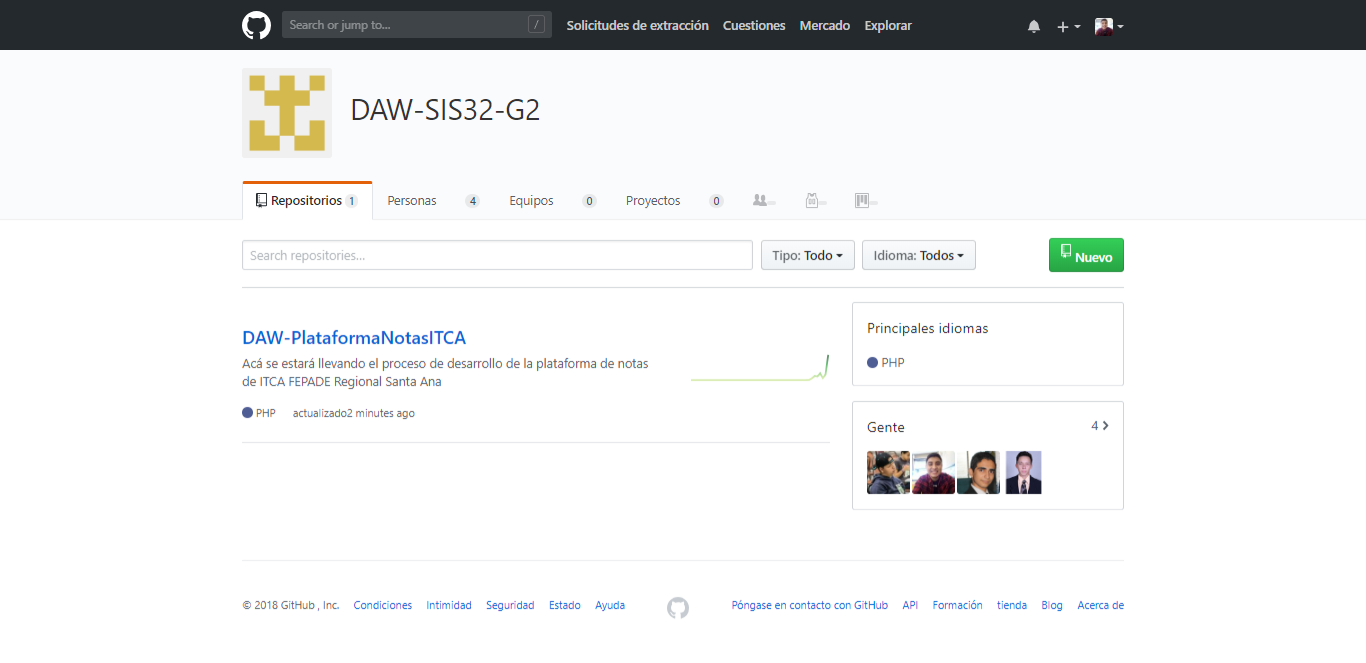 Search or jump to... / Solicitudes de extracción Cuestiones Mercado Explorar
DAW-SIS32-G2
Repositorios 1 Personas 4 Equipos 0 Proyectos 0
Search repositories... Tipo: Todo Idioma: Todos Nuevo
DAW-PlataformaNotasITCA
Acá se estará llevando el proceso de desarrollo de la plataforma de notas
de ITCA FEPADE Regional Santa Ana
PHP actualizado2 minutes ago
Principales idiomas
PHP
Gente 4
© 2018 GitHub , Inc. Condiciones Intimidad Seguridad Estado Ayuda Póngase en contacto con GitHub API Formación tienda Blog Acerca de